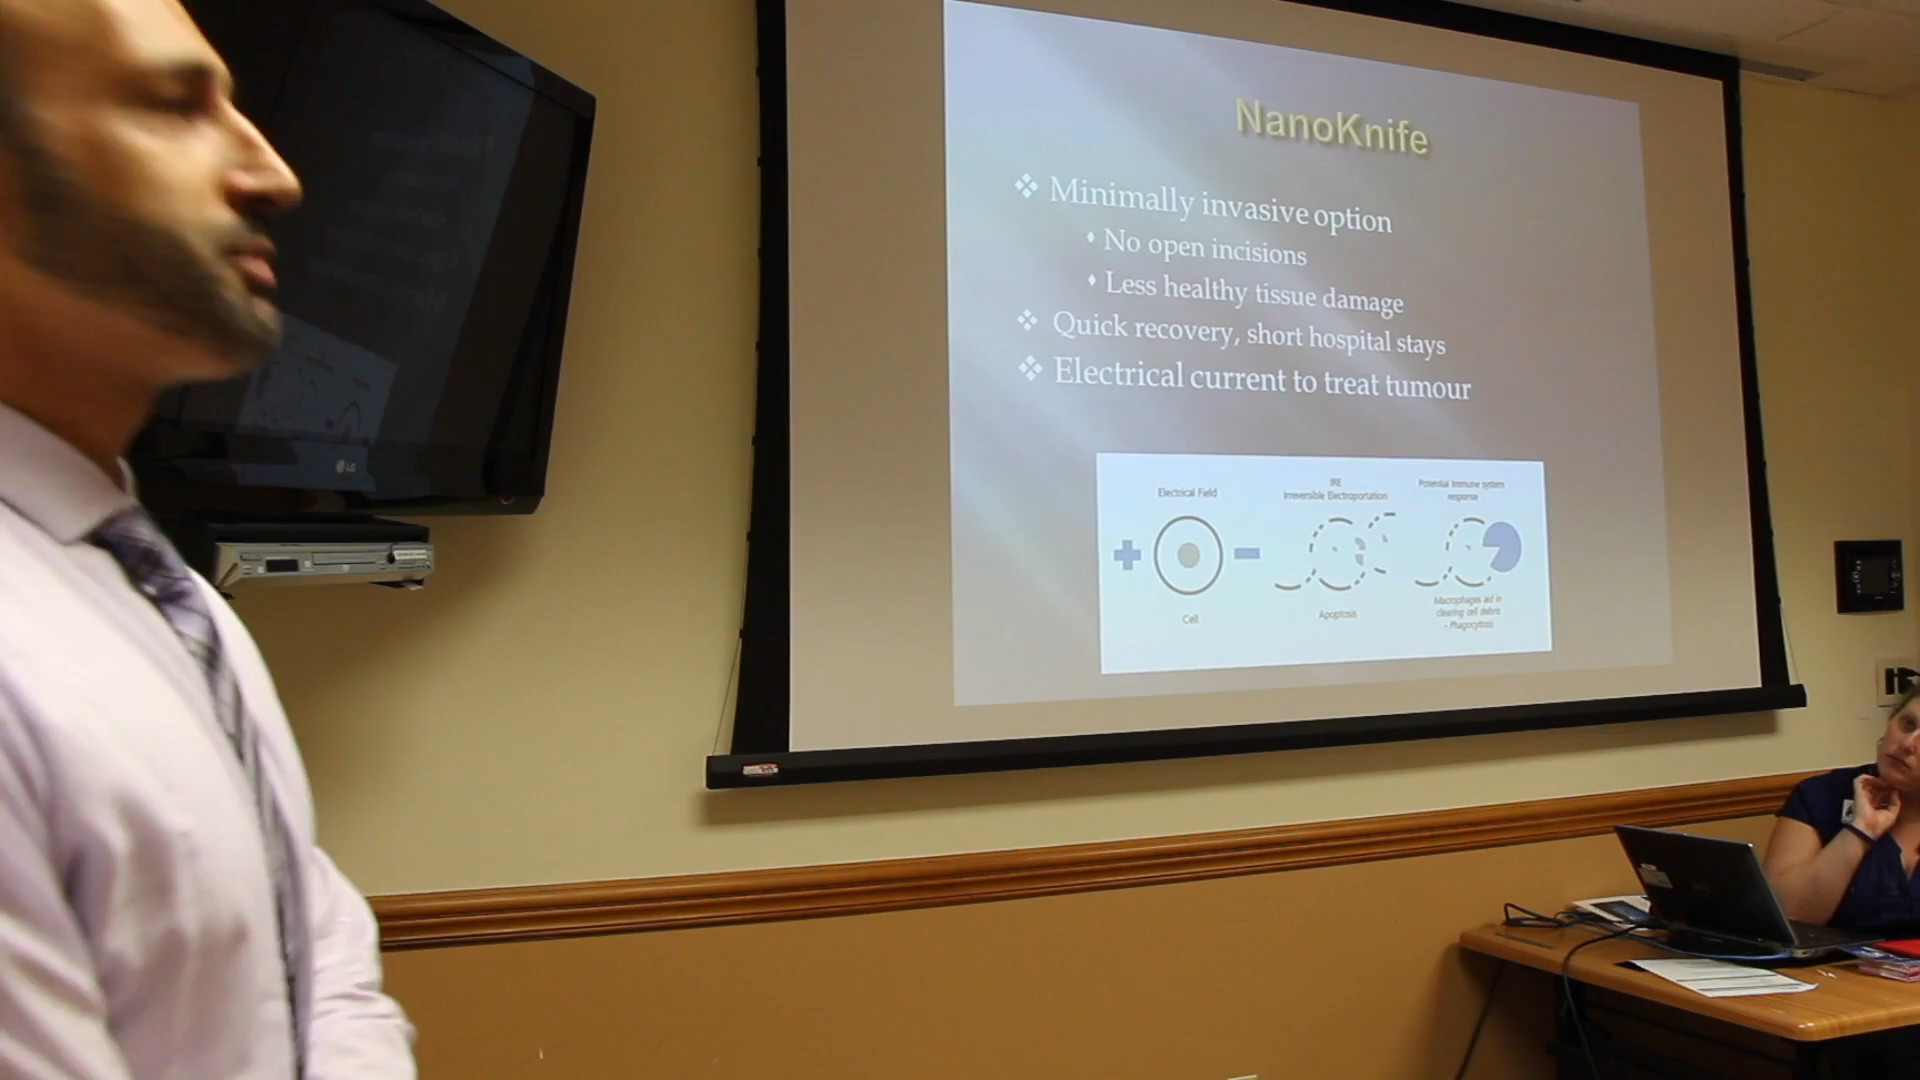 NanoKnife
Minimally invasive option
No open incisions
Less healthy tissue damage
Quick recovery, short hospital stays
Electrical current to treat tumour
Electrical Field
Cell
IRE
Irreversible Electroportation
Apoptosis
Potential immune system
response
Macrophages aid in
clearing cell debris
- Phagocytosis
LG